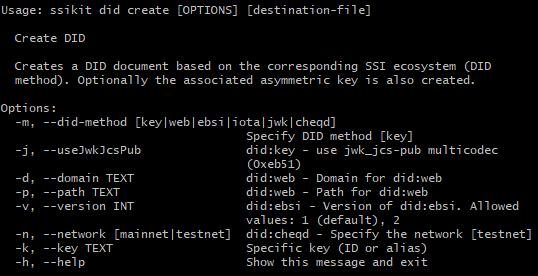 Usage: ssikit did create [OPTIONS] [destination-file]
Create DID
Creates a DID document based on the corresponding SSI ecosystem (DID
method). Optionally the associated asymmetric key is also created.
Options:
-m, --did-method [key|web|ebsi|iota|jwk|cheqd]
Specify DID method [key]
-j, --useJwkJcsPub did:key - use jwk_jcs-pub multicodec
(0xeb51)
-d, --domain TEXT did:web - Domain for did:web
-p, --path TEXT did:web - Path for did:web
-v, --version INT did:ebsi - Version of did:ebsi. Allowed
values: 1 (default), 2
-n, --network [mainnet|testnet] did:cheqd - Specify the network [testnet]
-k, --key TEXT Specific key (ID or alias)
-h, --help Show this message and exit